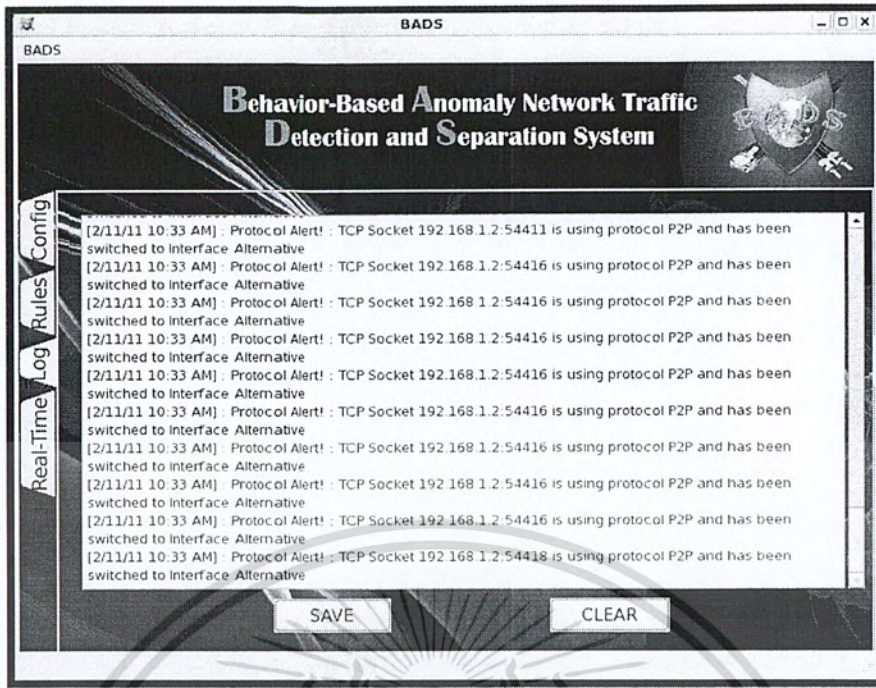 BADS
BADS
Behavior-Based Anomaly Network Traffic
Detection and Separation System
B A D S
Config
Rules
Log
Real-Time
switched to Interface Alternative
[2/11/11 10:33 AM] : Protocol Alert! : TCP Socket 192.168.1.2:54411 is using protocol P2P and has been
switched to Interface Alternative
[2/11/11 10:33 AM] : Protocol Alert! : TCP Socket 192.168.1.2:54416 is using protocol P2P and has been
switched to Interface Alternative
[2/11/11 10:33 AM] : Protocol Alert! : TCP Socket 192.168.1.2:54416 is using protocol P2P and has been
switched to Interface Alternative
[2/11/11 10:33 AM] : Protocol Alert! : TCP Socket 192.168.1.2:54416 is using protocol P2P and has been
switched to Interface Alternative
[2/11/11 10:33 AM] : Protocol Alert! : TCP Socket 192.168.1.2:54416 is using protocol P2P and has been
switched to Interface Alternative
[2/11/11 10:33 AM] : Protocol Alert! : TCP Socket 192.168.1.2:54416 is using protocol P2P and has been
switched to Interface Alternative
[2/11/11 10:33 AM] : Protocol Alert! : TCP Socket 192.168.1.2:54416 is using protocol P2P and has been
switched to Interface Alternative
[2/11/11 10:33 AM] : Protocol Alert! : TCP Socket 192.168.1.2:54416 is using protocol P2P and has been
switched to Interface Alternative
[2/11/11 10:33 AM] : Protocol Alert! : TCP Socket 192.168.1.2:54416 is using protocol P2P and has been
switched to Interface Alternative
[2/11/11 10:33 AM] : Protocol Alert! : TCP Socket 192.168.1.2:54418 is using protocol P2P and has been
switched to Interface Alternative
SAVE
CLEAR